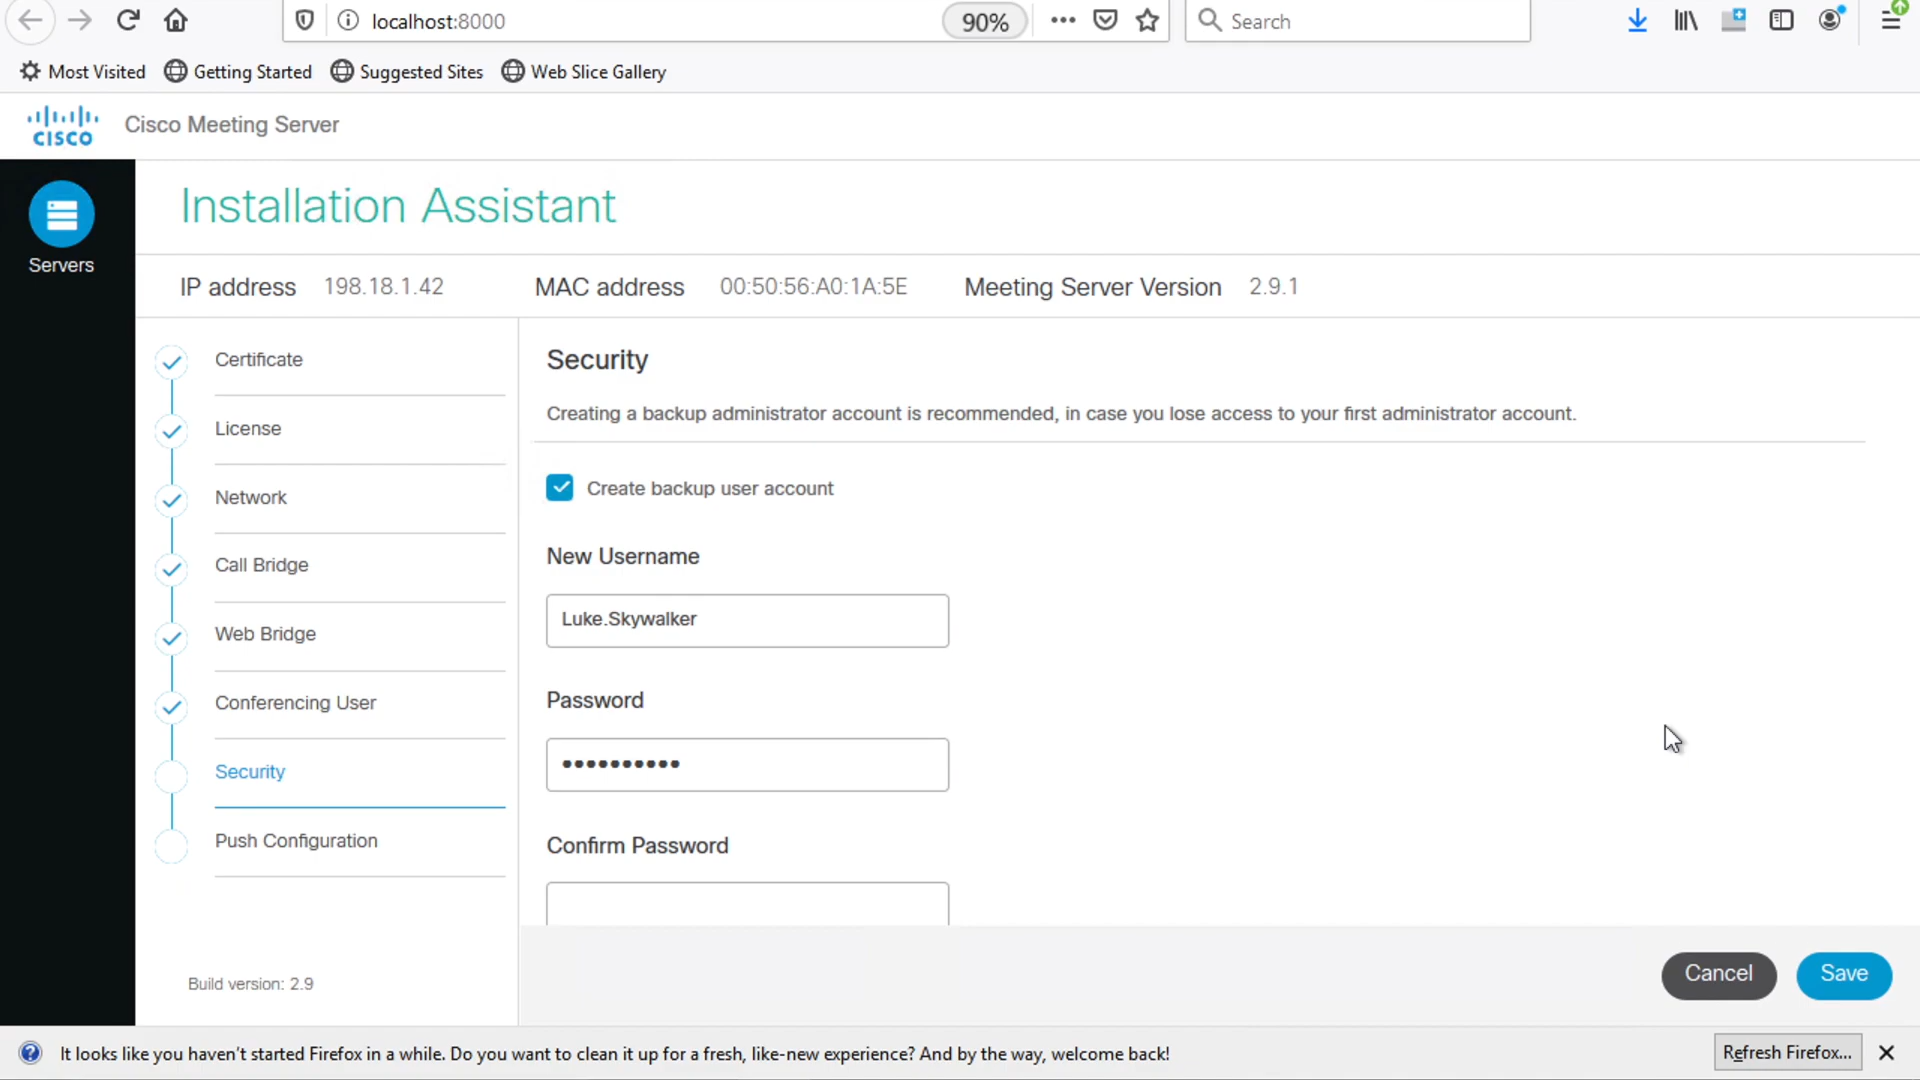 localhost:8000
90%
Search
Most Visited
Getting Started
Suggested Sites
Web Slice Gallery
CISCO
Cisco Meeting Server
Servers
Installation Assistant
IP address 198.18.1.42
MAC address 00:50:56:A0:1A:5E
Meeting Server Version 2.9.1
Certificate
License
Network
Call Bridge
Web Bridge
Conferencing User
Security
Push Configuration
Build version: 2.9
Security
Creating a backup administrator account is recommended, in case you lose access to your first administrator account.
Create backup user account
New Username
Luke.Skywalker
Password
••••••••••
Confirm Password
Cancel
Save
It looks like you haven't started Firefox in a while. Do you want to clean it up for a fresh, like-new experience? And by the way, welcome back!
Refresh Firefox...